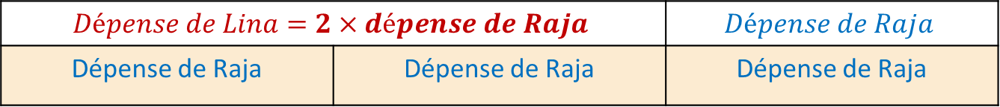 Dépense de Lina = 2 × dépense de Raja Dépense de Raja
Dépense de Raja Dépense de Raja Dépense de Raja